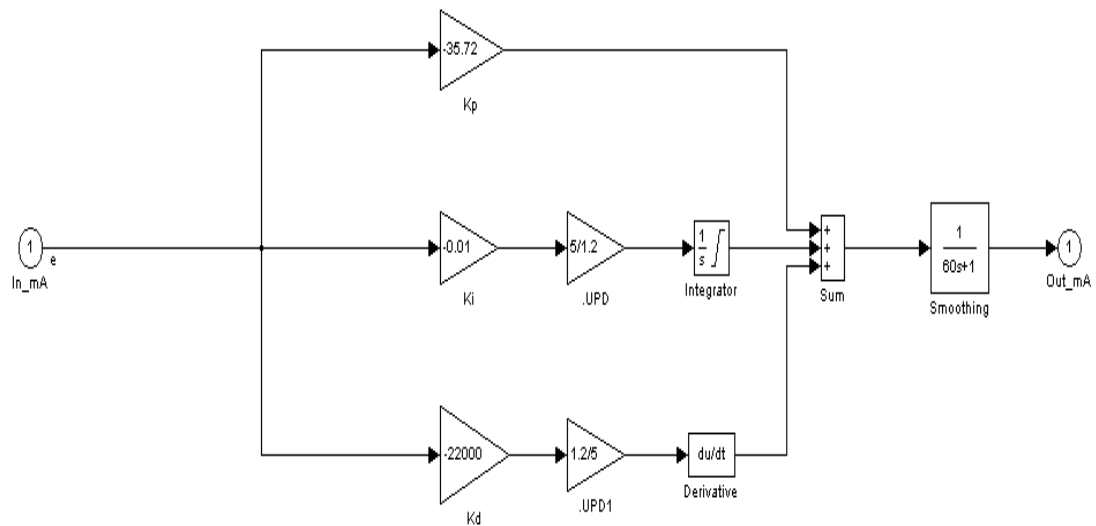 -35.72
Kp
1
In_mA
e
-0.01
Ki
5/1.2
.UPD
1
s
Integrator
+
+
+
Sum
1
60s+1
Smoothing
1
Out_mA
-22000
Kd
1.2/5
.UPD1
du/dt
Derivative